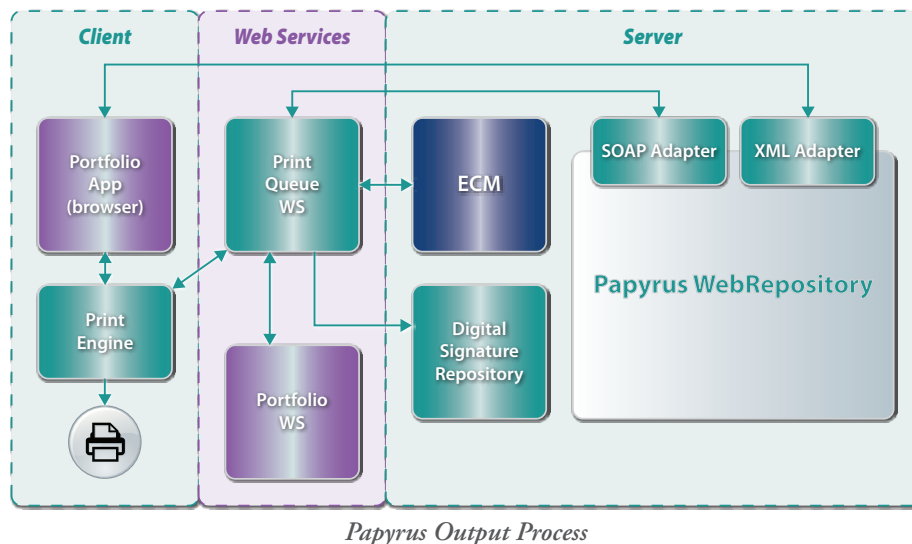 Client
Web Services
Server
Portfolio
App
(browser)
Print
Queue
WS
ECM
SOAP Adapter
XML Adapter
Papyrus WebRepository
Print
Engine
Digital
Signature
Repository
Portfolio
WS
Papyrus Output Process